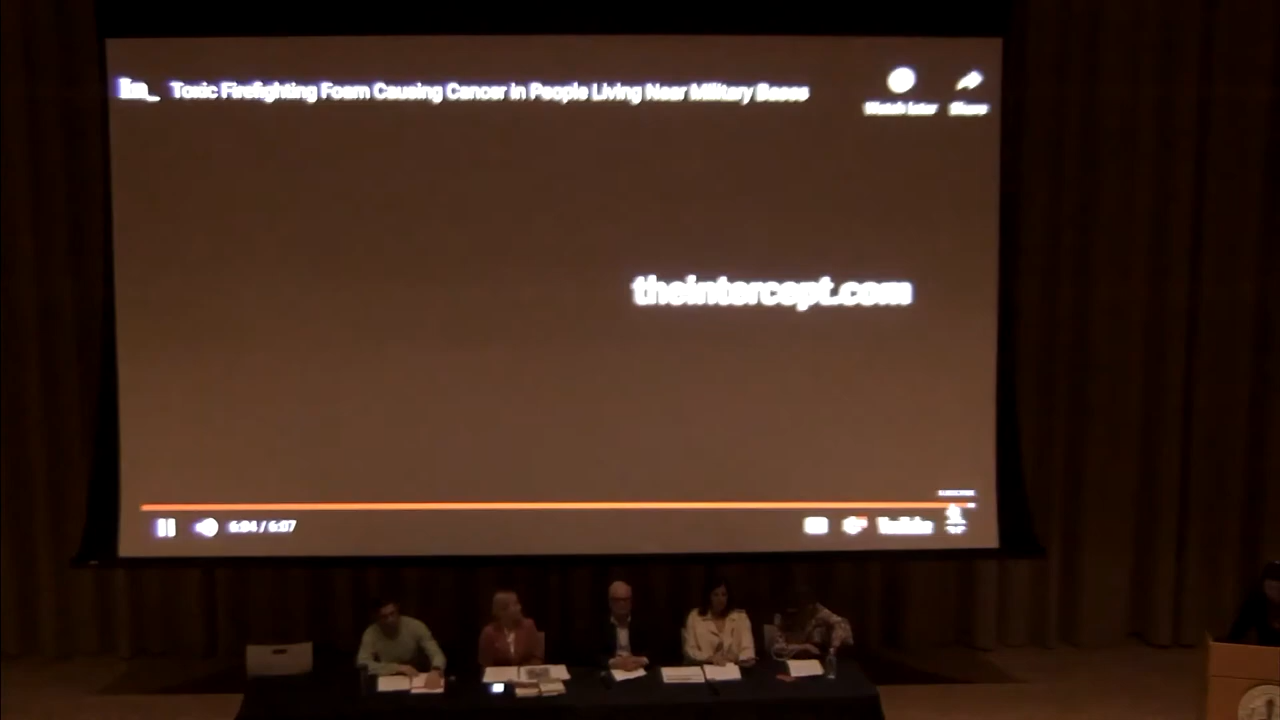 Toxic Firefighting Foam Causing Cancer in People Living Near Military Bases
Watch later
Share
theintercept.com
6:04 / 6:07
YouTube